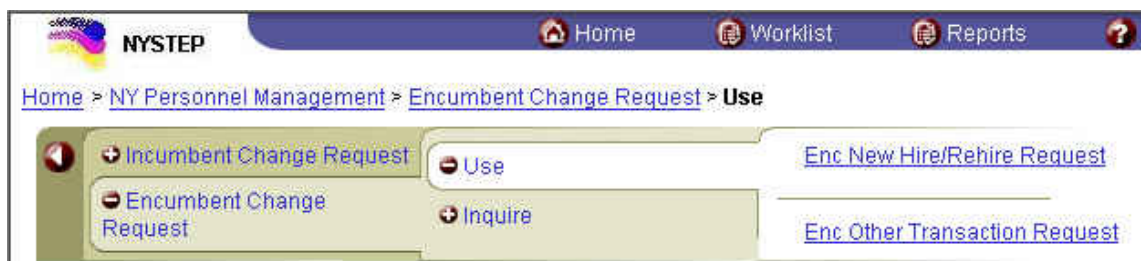 NYSTEP
Home Worklist Reports ?
Home > NY Personnel Management > Encumbent Change Request > Use
Incumbent Change Request
Encumbent Change
Request
Use
Inquire
Enc New Hire/Rehire Request
Enc Other Transaction Request